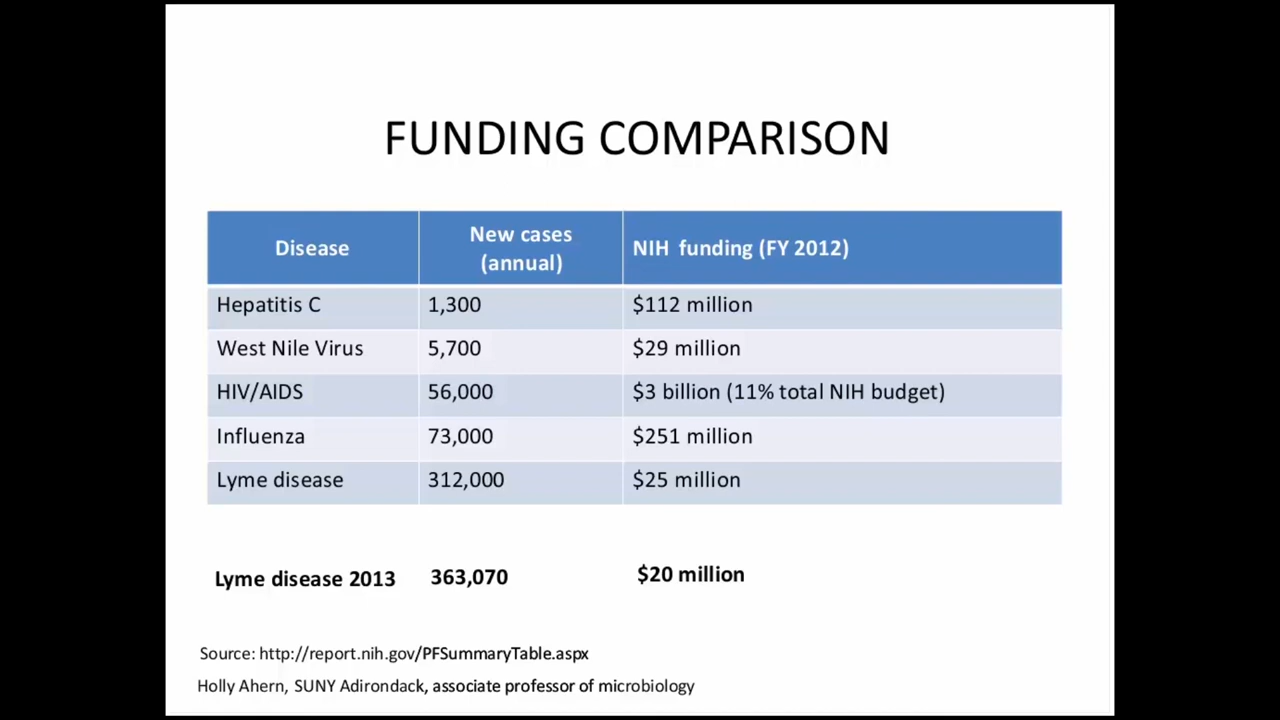 FUNDING COMPARISON
Disease New cases (annual) NIH funding (FY 2012)
Hepatitis C 1,300 $112 million
West Nile Virus 5,700 $29 million
HIV/AIDS 56,000 $3 billion (11% total NIH budget)
Influenza 73,000 $251 million
Lyme disease 312,000 $25 million
Lyme disease 2013 363,070 $20 million
Source: http://report.nih.gov/PFSummaryTable.aspx
Holly Ahern, SUNY Adirondack, associate professor of microbiology